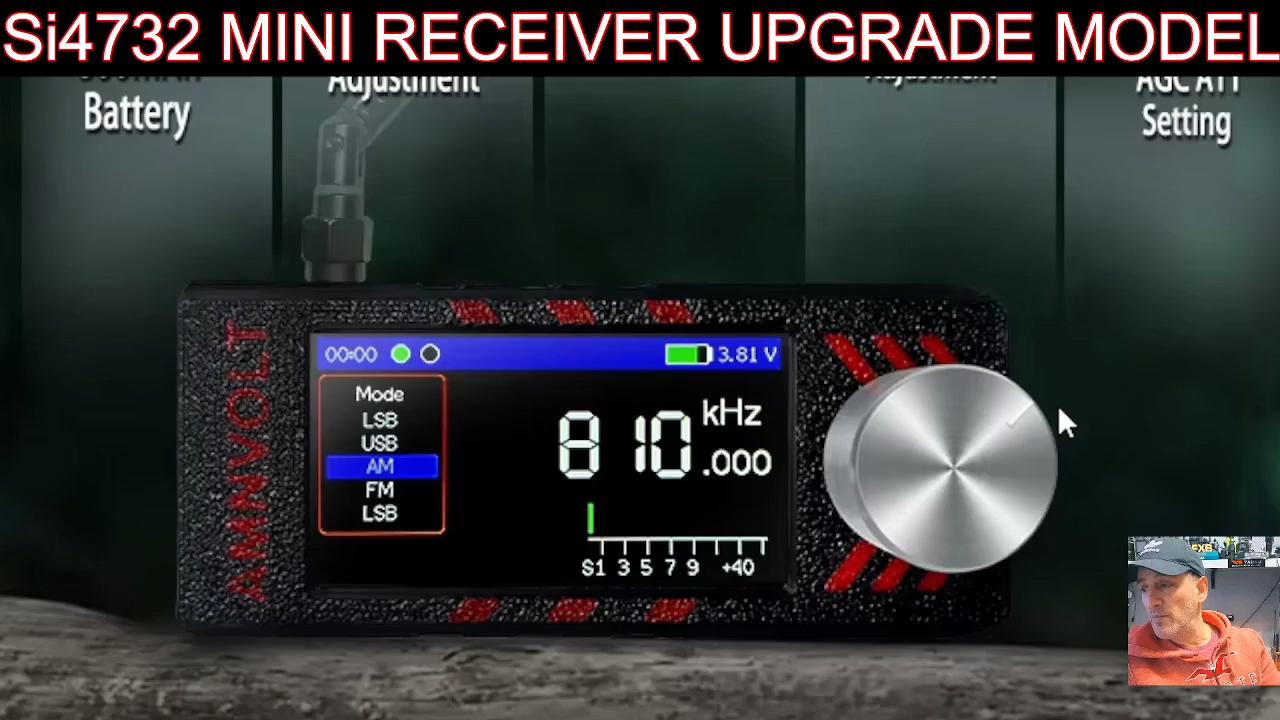 Si4732 MINI RECEIVER UPGRADE MODEL
Battery
Adjustment
Adjustment
AGC ATT
Setting
AMNVOLT
00:00
3.81 V
Mode
LSB
USB
AM
FM
LSB
810 kHz
.000
S1 3 5 7 9 +40